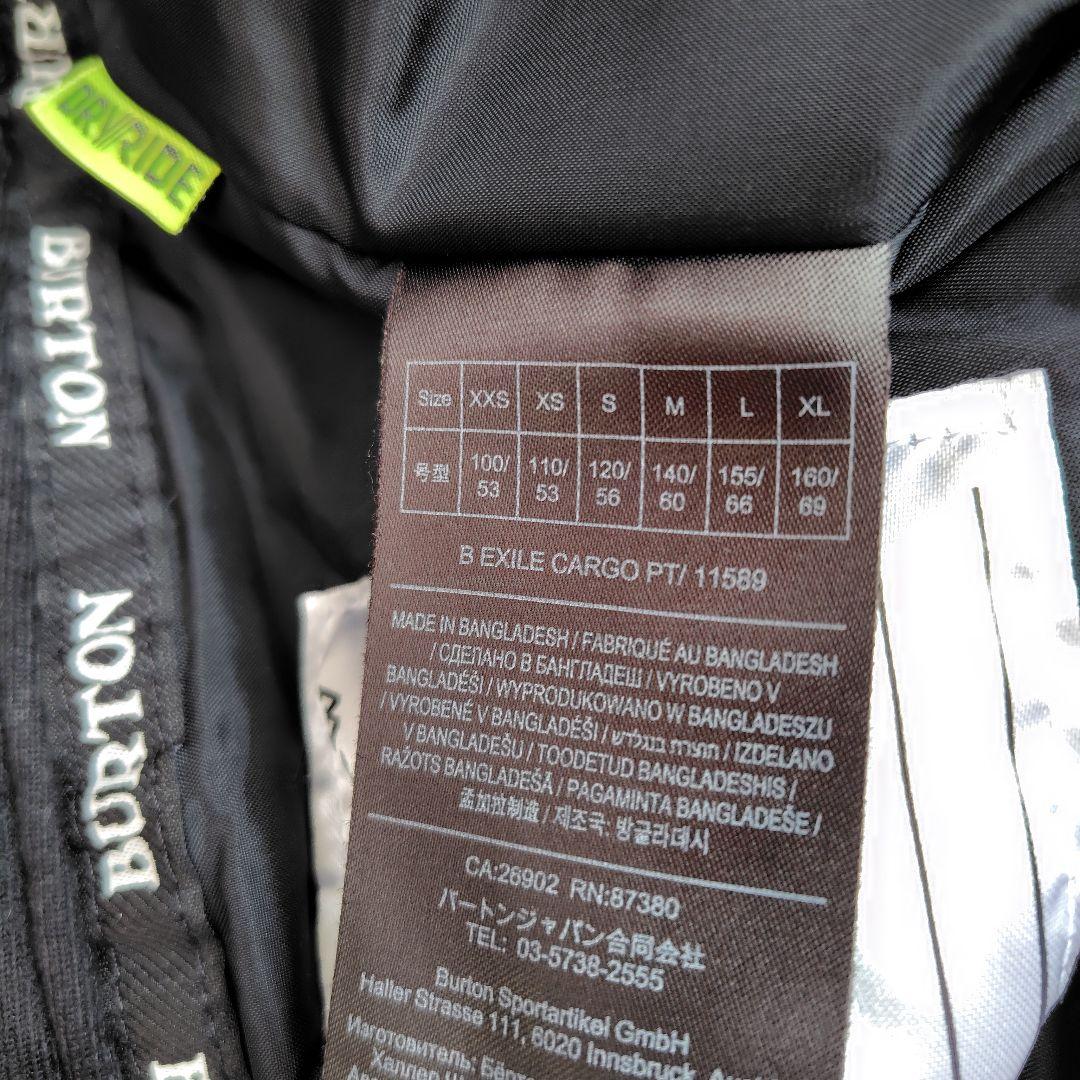 BUR
DRYRIDE
BURTON
BURTON
Size XXS XS S M L XL
号型 100/53 110/53 120/56 140/60 155/66 160/69
B EXILE CARGO PT/ 11589
MADE IN BANGLADESH / FABRIQUÉ AU BANGLADESH
/ СДЕЛАНО В БАНГЛАДЕШ / VYROBENO V
BANGLADÉŠI / WYPRODUKOWANO W BANGLADESZU
/ VYROBENÉ V BANGLADÉŠI / תוצרת בנגלדש / IZDELANO
V BANGLADEŠU / TOODETUD BANGLADESHIS /
RAŽOTS BANGLADEŠĀ / PAGAMINTA BANGLADEŠE /
孟加拉制造 / 제조국: 방글라데시
CA:26902 RN:87380
バートンジャパン合同会社
TEL: 03-5738-2555
Burton Sportartikel GmbH
Haller Strasse 111, 6020 Innsbruck,
Изготовитель: